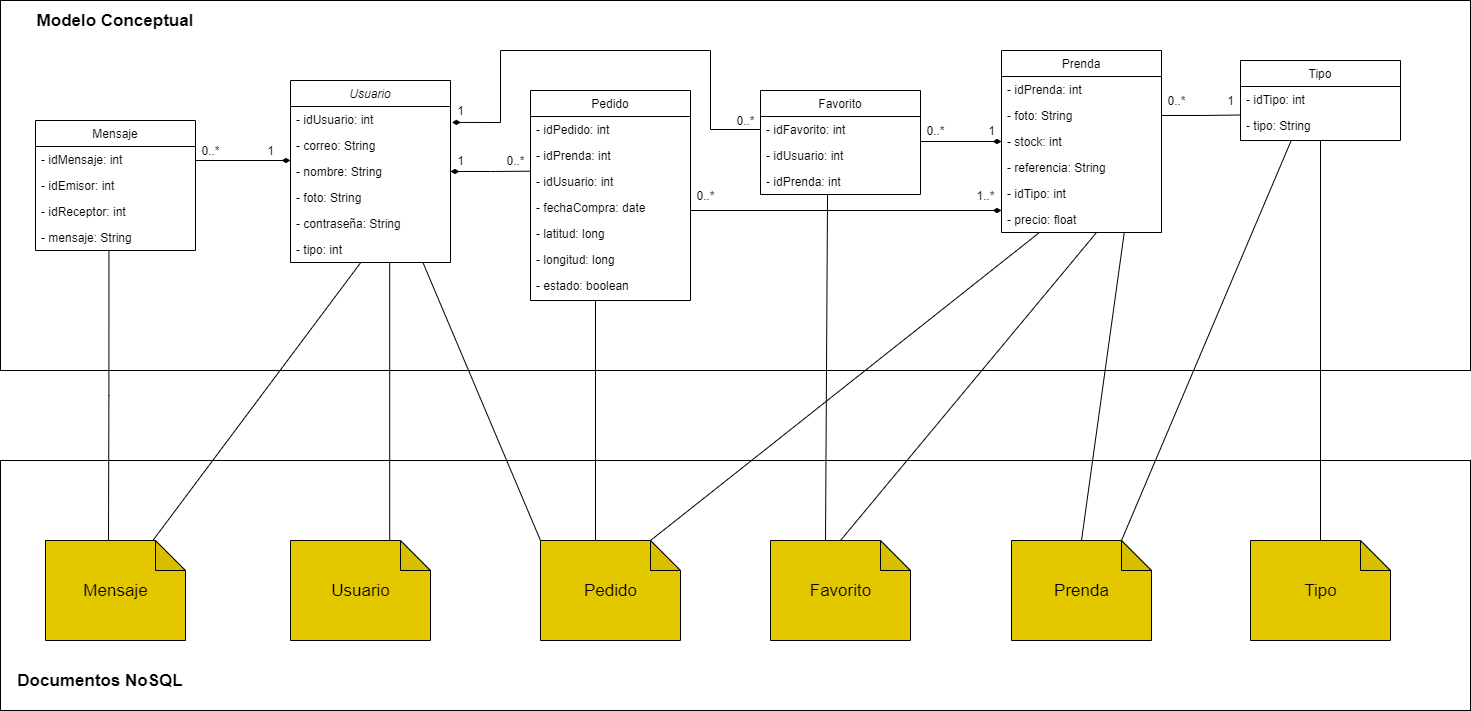 Modelo Conceptual
Mensaje
- idMensaje: int
- idEmisor: int
- idReceptor: int
- mensaje: String
0..*
1
Usuario
- idUsuario: int
- correo: String
- nombre: String
- foto: String
- contraseña: String
- tipo: int
1
0..*
1
0..*
Pedido
- idPedido: int
- idPrenda: int
- idUsuario: int
- fechaCompra: date
- latitud: long
- longitud: long
- estado: boolean
0..*
1..*
Favorito
- idFavorito: int
- idUsuario: int
- idPrenda: int
0..*
1
Prenda
- idPrenda: int
- foto: String
- stock: int
- referencia: String
- idTipo: int
- precio: float
0..*
1
Tipo
- idTipo: int
- tipo: String
Mensaje
Usuario
Pedido
Favorito
Prenda
Tipo
Documentos NoSQL